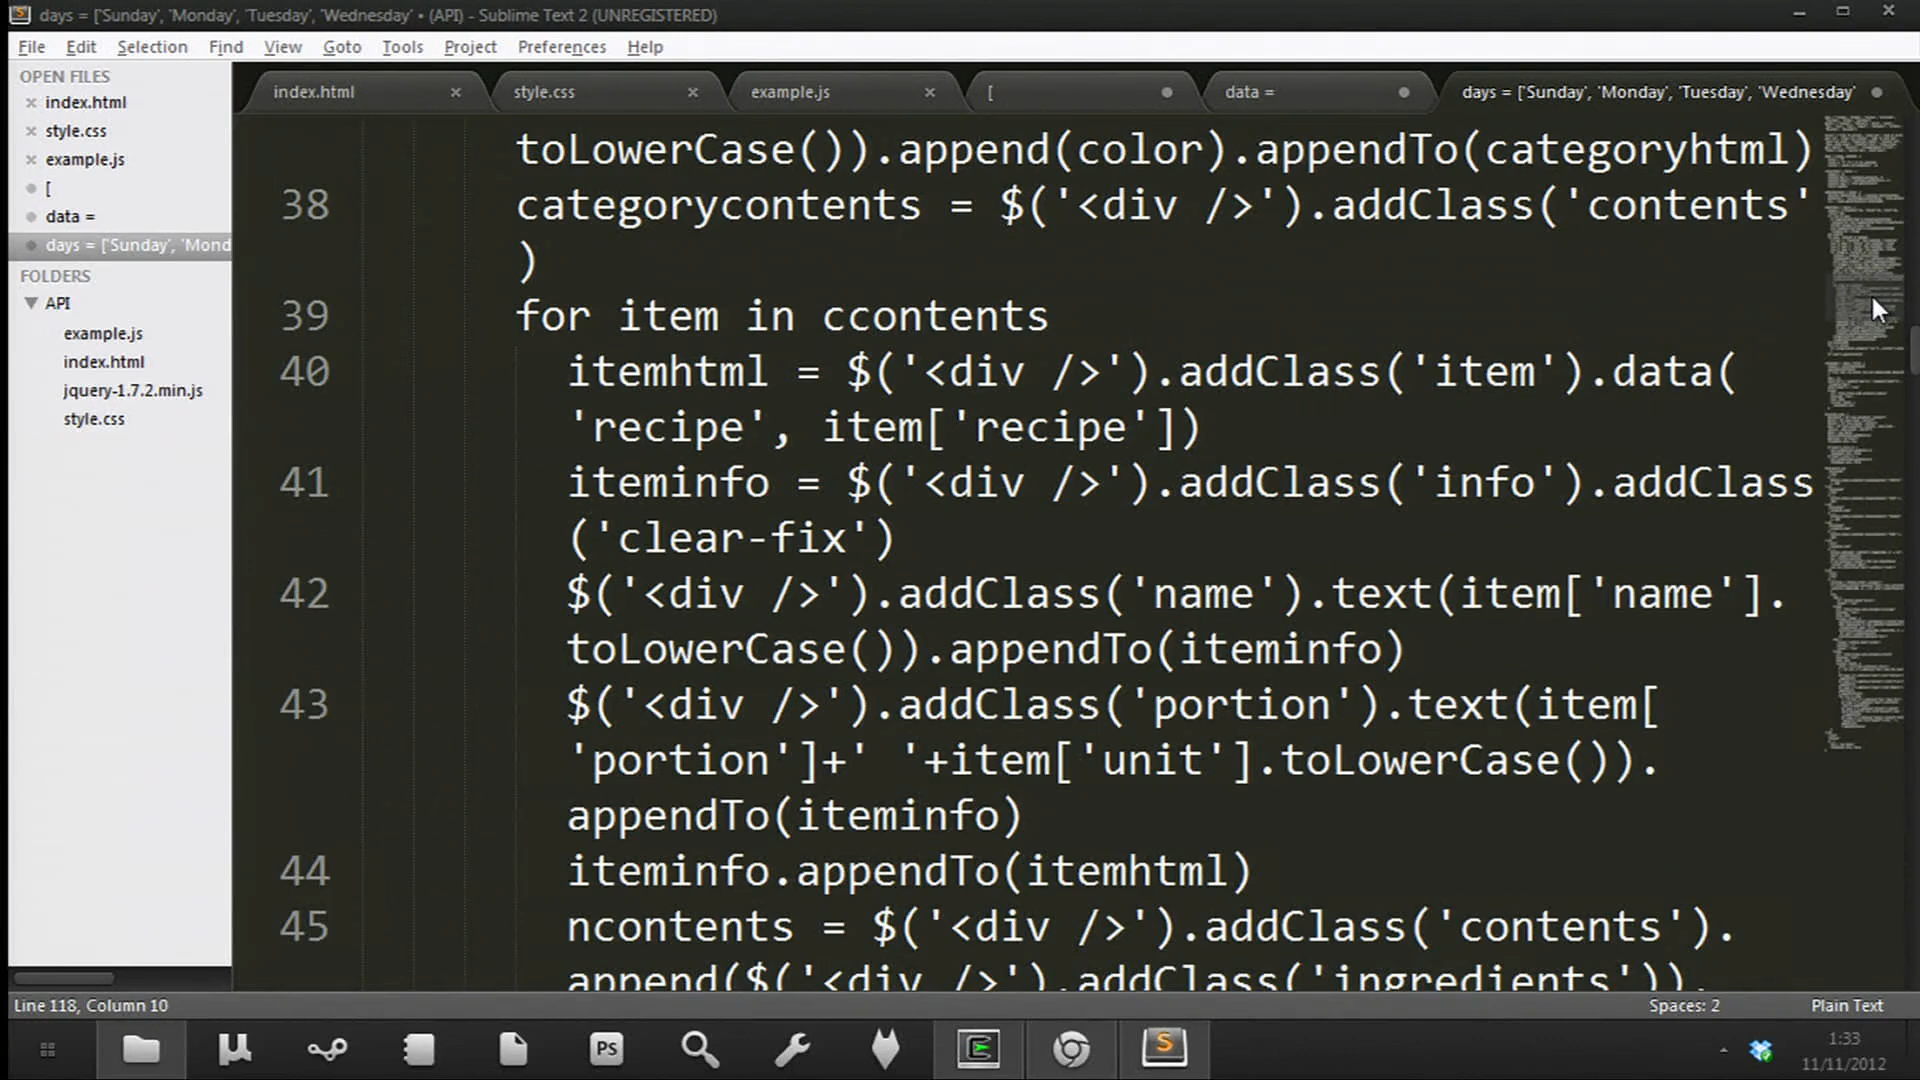 days = ['Sunday', 'Monday', 'Tuesday', 'Wednesday' • (API) - Sublime Text 2 (UNREGISTERED)
File Edit Selection Find View Goto Tools Project Preferences Help
OPEN FILES
index.html
style.css
example.js
[
data =
days = ['Sunday', 'Mond
FOLDERS
API
example.js
index.html
jquery-1.7.2.min.js
style.css
index.html style.css example.js [ data = days = ['Sunday', 'Monday', 'Tuesday', 'Wednesday'
toLowerCase()).append(color).appendTo(categoryhtml)
38 categorycontents = $('<div />').addClass('contents'
)
39 for item in ccontents
40 itemhtml = $('<div />').addClass('item').data(
'recipe', item['recipe'])
41 iteminfo = $('<div />').addClass('info').addClass
('clear-fix')
42 $('<div />').addClass('name').text(item['name'].
toLowerCase()).appendTo(iteminfo)
43 $('<div />').addClass('portion').text(item[
'portion']+' '+item['unit'].toLowerCase()).
appendTo(iteminfo)
44 iteminfo.appendTo(itemhtml)
45 ncontents = $('<div />').addClass('contents').
append($('<div />').addClass('ingredients')).
Line 118, Column 10 Spaces: 2 Plain Text
Ps
S
1:33
11/11/2012